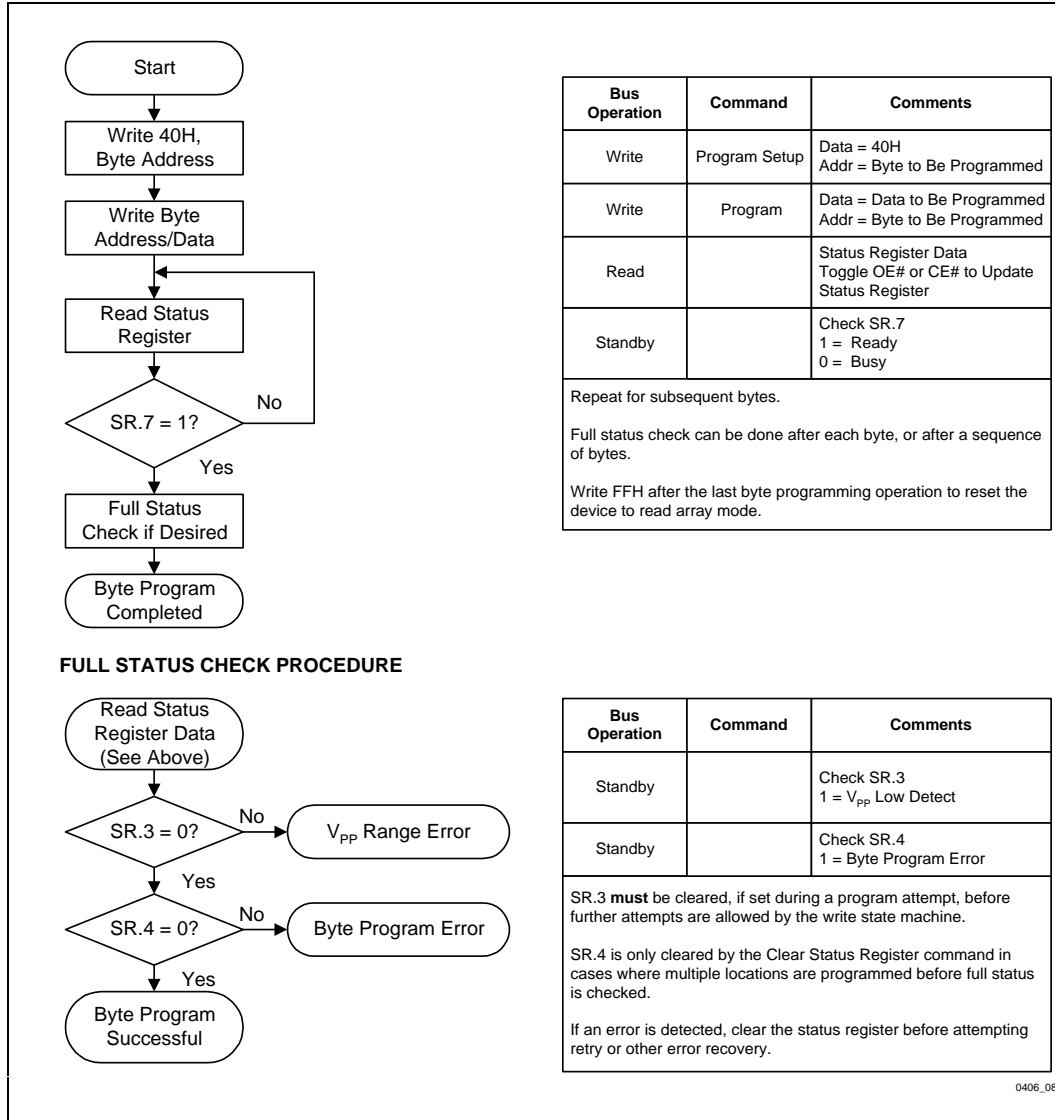 Start
Write 40H,
Byte Address
Write Byte
Address/Data
Read Status
Register
SR.7 = 1?
No
Yes
Full Status
Check if Desired
Byte Program
Completed
Bus
Operation
Command
Comments
Write
Program Setup
Data = 40H
Addr = Byte to Be Programmed
Write
Program
Data = Data to Be Programmed
Addr = Byte to Be Programmed
Read
Status Register Data
Toggle OE# or CE# to Update
Status Register
Standby
Check SR.7
1 = Ready
0 = Busy
Repeat for subsequent bytes.
Full status check can be done after each byte, or after a sequence
of bytes.
Write FFH after the last byte programming operation to reset the
device to read array mode.
FULL STATUS CHECK PROCEDURE
Read Status
Register Data
(See Above)
SR.3 = 0?
No
VPP Range Error
Yes
SR.4 = 0?
No
Byte Program Error
Yes
Byte Program
Successful
Bus
Operation
Command
Comments
Standby
Check SR.3
1 = VPP Low Detect
Standby
Check SR.4
1 = Byte Program Error
SR.3 must be cleared, if set during a program attempt, before
further attempts are allowed by the write state machine.
SR.4 is only cleared by the Clear Status Register command in
cases where multiple locations are programmed before full status
is checked.
If an error is detected, clear the status register before attempting
retry or other error recovery.
0406_08